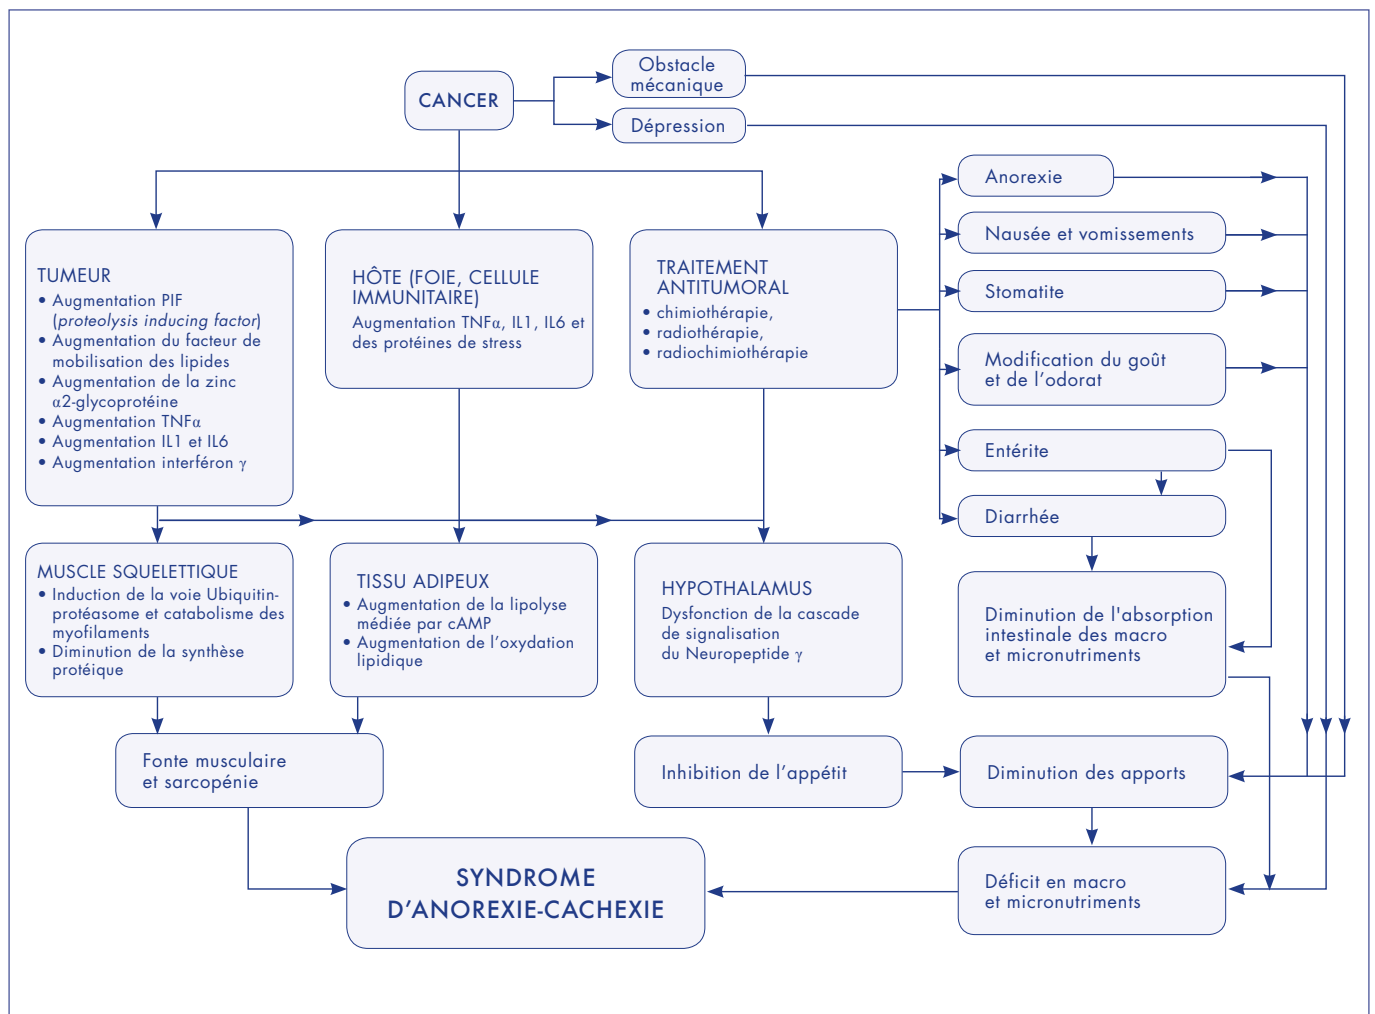 CANCER
Obstacle
mécanique
Dépression
TUMEUR
• Augmentation PIF
(proteolysis inducing factor)
• Augmentation du facteur de
mobilisation des lipides
• Augmentation de la zinc
α2-glycoprotéine
• Augmentation TNFα
• Augmentation IL1 et IL6
• Augmentation interféron γ
HÔTE (FOIE, CELLULE
IMMUNITAIRE)
Augmentation TNFα, IL1, IL6 et
des protéines de stress
TRAITEMENT
ANTITUMORAL
• chimiothérapie,
• radiothérapie,
• radiochimiothérapie
Anorexie
Nausée et vomissements
Stomatite
Modification du goût
et de l’odorat
Entérite
Diarrhée
MUSCLE SQUELETTIQUE
• Induction de la voie Ubiquitin-
protéasome et catabolisme des
myofilaments
• Diminution de la synthèse
protéique
TISSU ADIPEUX
• Augmentation de la lipolyse
médiée par cAMP
• Augmentation de l’oxydation
lipidique
HYPOTHALAMUS
Dysfonction de la cascade
de signalisation
du Neuropeptide γ
Diminution de l'absorption
intestinale des macro
et micronutriments
Fonte musculaire
et sarcopénie
Inhibition de l’appétit
Diminution des apports
SYNDROME
D’ANOREXIE-CACHEXIE
Déficit en macro
et micronutriments